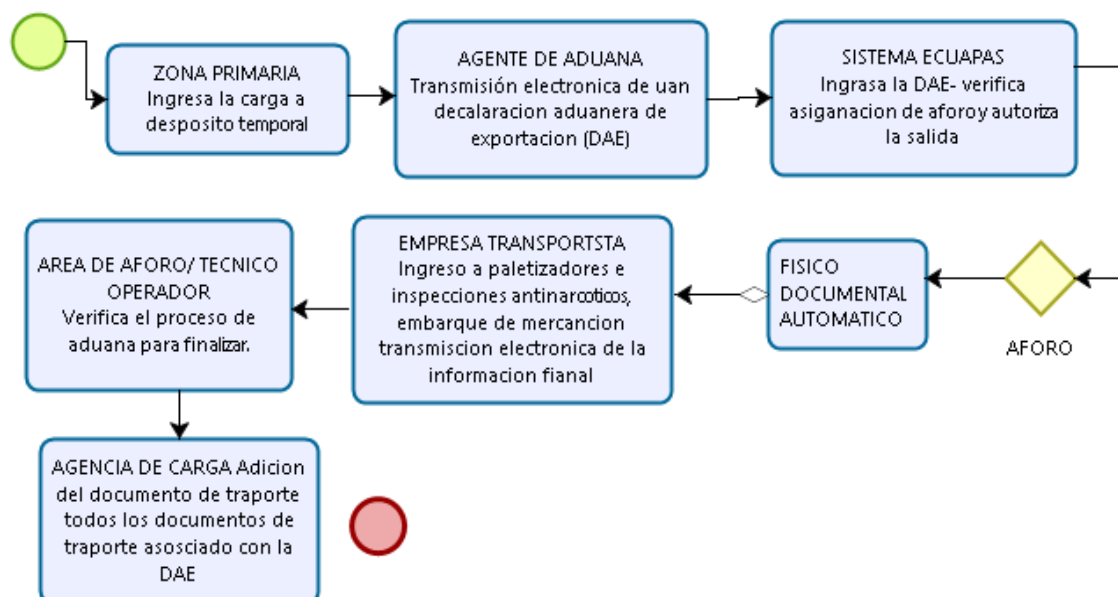 ZONA PRIMARIA
Ingresa la carga a
desposito temporal
AGENTE DE ADUANA
Transmisión electronica de uan
decalaracion aduanera de
exportacion (DAE)
SISTEMA ECUAPAS
Ingrasa la DAE- verifica
asiganacion de aforoy autoriza
la salida
AREA DE AFORO/ TECNICO
OPERADOR
Verifica el proceso de
aduana para finalizar.
EMPRESA TRANSPORTSTA
Ingreso a paletizadores e
inspecciones antinarcoticos,
embarque de mercancion
transmiscion electronica de la
informacion fianal
FISICO
DOCUMENTAL
AUTOMATICO
AFORO
AGENCIA DE CARGA Adicion
del documento de traporte
todos los documentos de
traporte asosciado con la
DAE